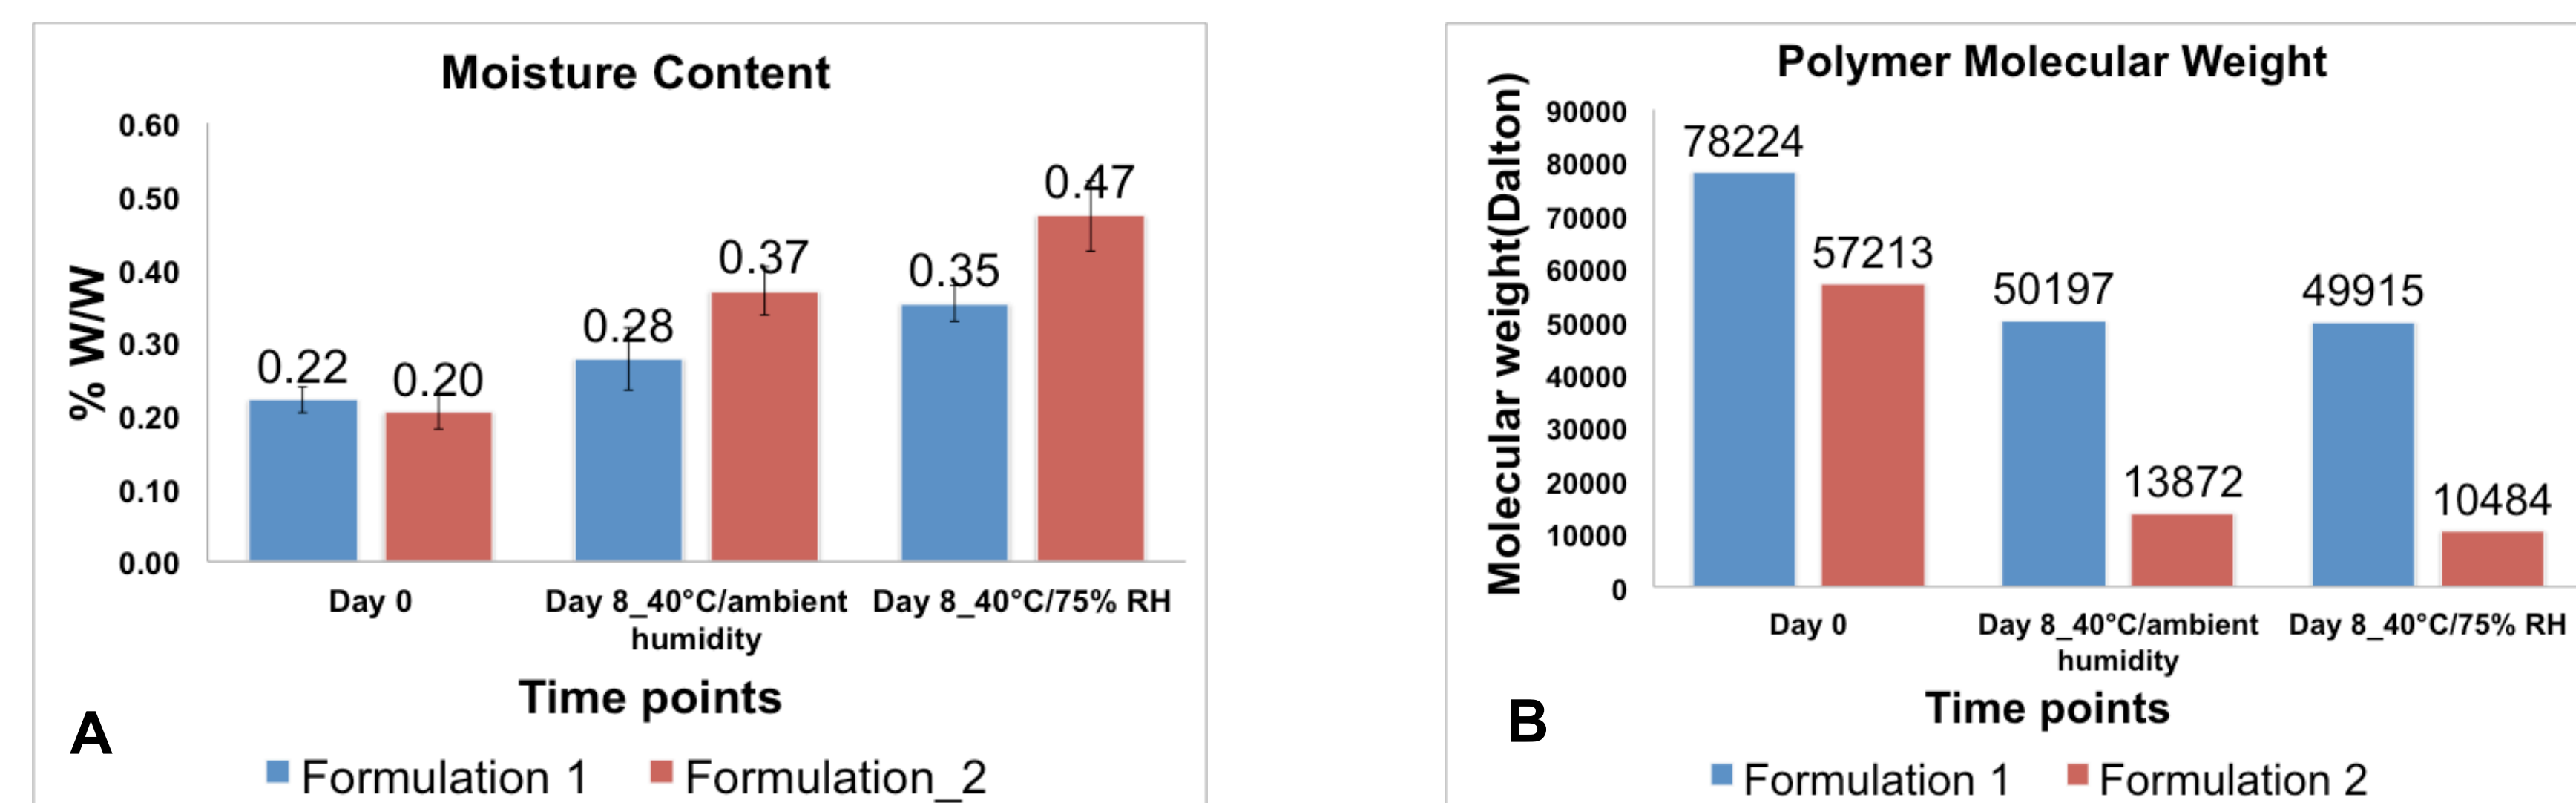 Moisture Content
% W/W
0.60
0.50
0.40
0.30
0.20
0.10
0.00
0.22
0.20
0.28
0.37
0.35
0.47
Day 0
Day 8_40°C/ambient
humidity
Day 8_40°C/75% RH
Time points
A
Formulation 1
Formulation_2
Polymer Molecular Weight
Molecular weight(Dalton)
90000
80000
70000
60000
50000
40000
30000
20000
10000
0
78224
57213
50197
13872
49915
10484
Day 0
Day 8_40°C/ambient
humidity
Day 8_40°C/75% RH
Time points
B
Formulation 1
Formulation 2